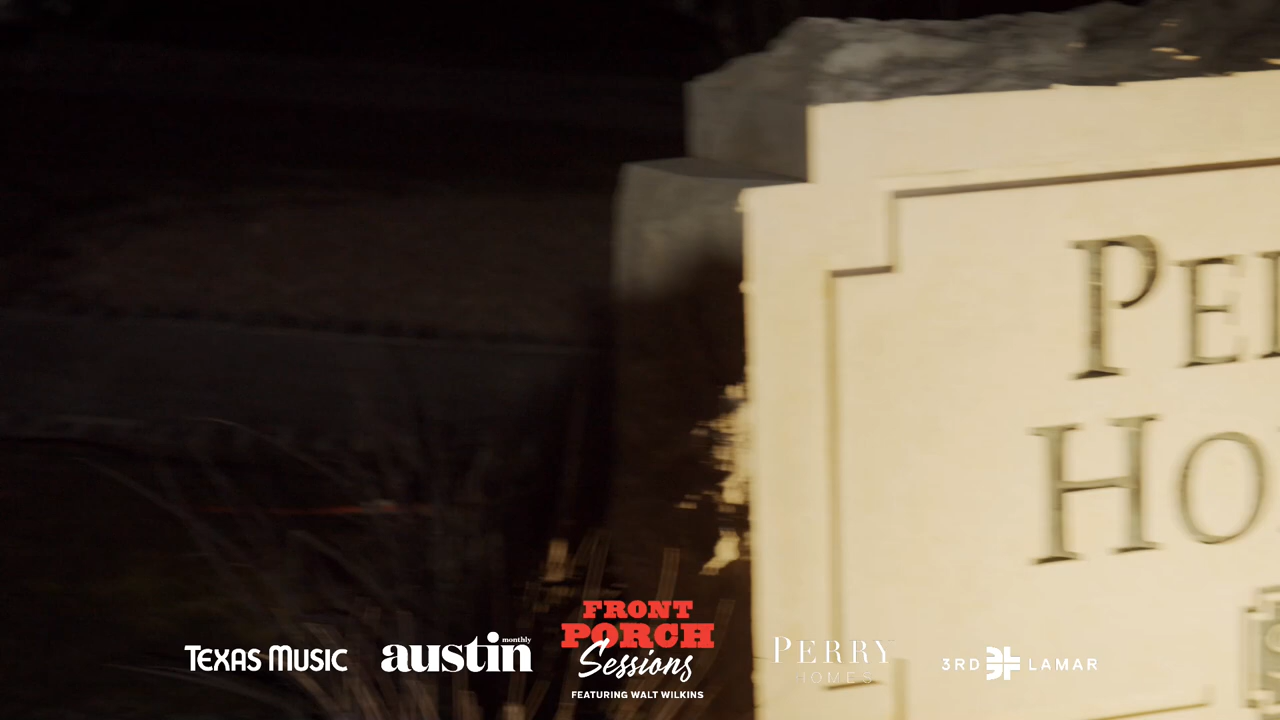 PE
HO
FRONT
PORCH
Sessions
FEATURING WALT WILKINS
TEXAS MUSIC
austin monthly
PERRY
HOMES
3RD LAMAR